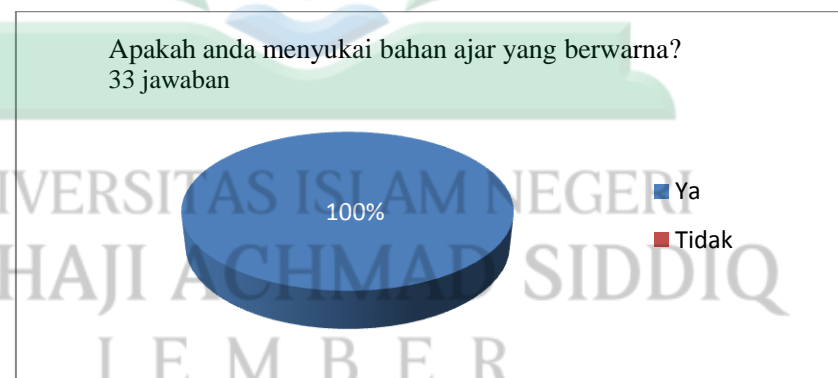 Apakah anda menyukai bahan ajar yang berwarna?
33 jawaban
100%
Ya
Tidak
IVERSITAS ISLAM NEGERI
HAJI ACHMAD SIDDIQ
J E M B E R